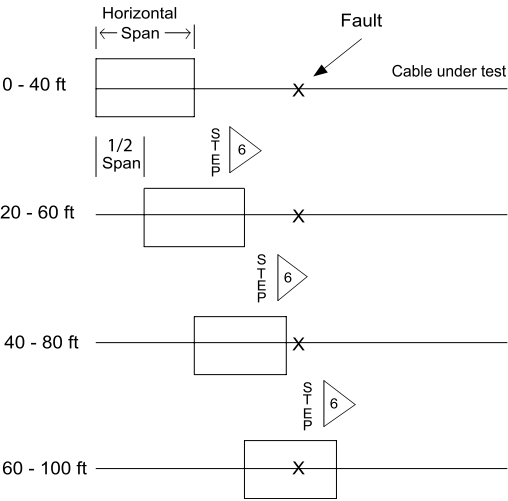 Horizontal
Span
Fault
0 - 40 ft
X
Cable under test
1/2
Span
STEP
6
20 - 60 ft
X
STEP
6
40 - 80 ft
X
STEP
6
60 - 100 ft
X